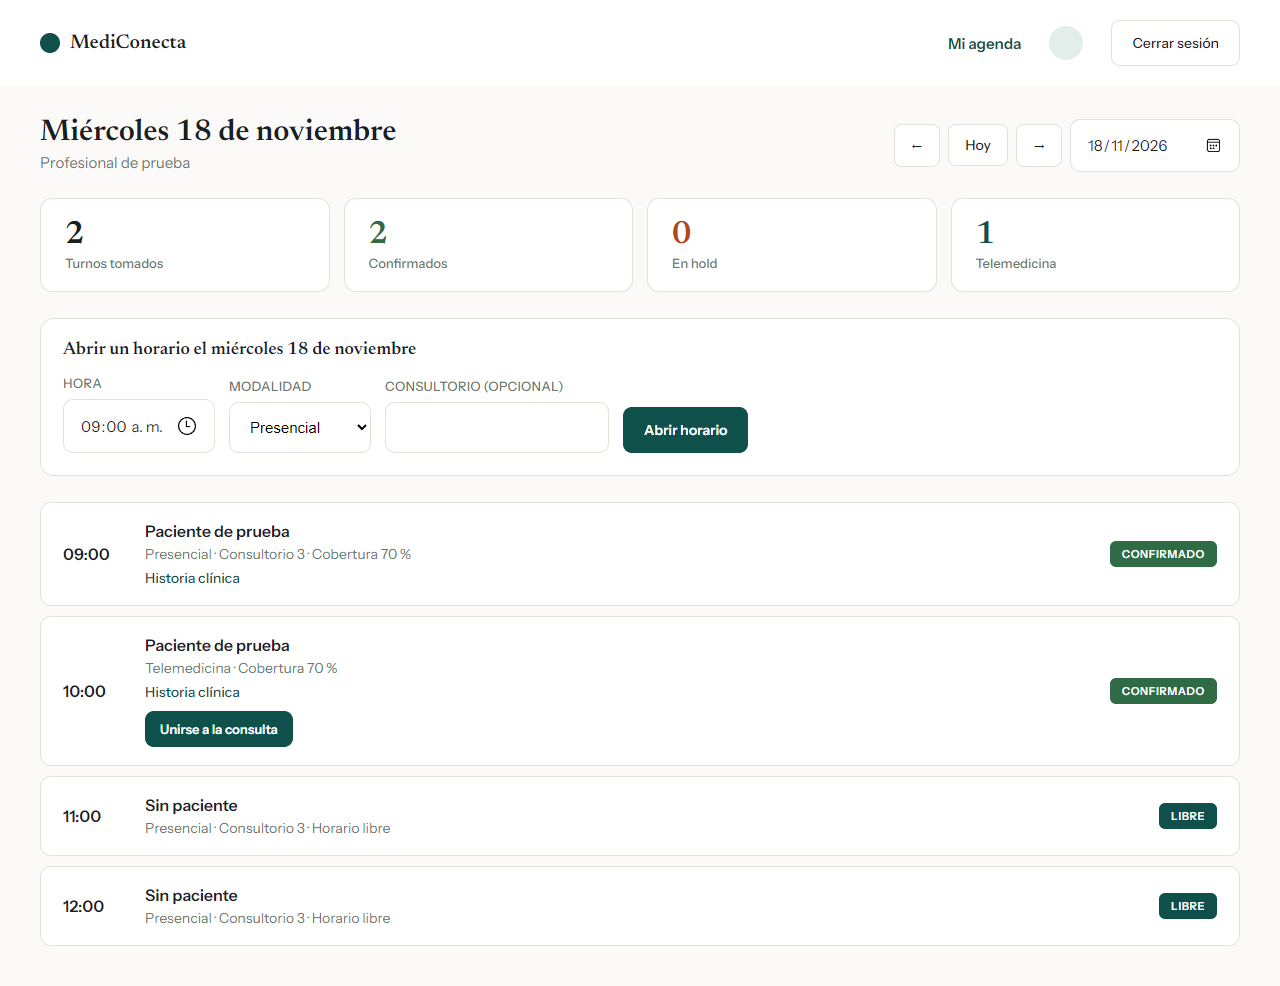 MediConecta
Mi agenda
Cerrar sesión
Miércoles 18 de noviembre
Profesional de prueba
←
Hoy
→
18/11/2026
2
Turnos tomados
2
Confirmados
0
En hold
1
Telemedicina
Abrir un horario el miércoles 18 de noviembre
HORA
MODALIDAD
CONSULTORIO (OPCIONAL)
09:00 a. m.
Presencial
Abrir horario
09:00
Paciente de prueba
Presencial · Consultorio 3 · Cobertura 70 %
Historia clínica
CONFIRMADO
10:00
Paciente de prueba
Telemedicina · Cobertura 70 %
Historia clínica
Unirse a la consulta
CONFIRMADO
11:00
Sin paciente
Presencial · Consultorio 3 · Horario libre
LIBRE
12:00
Sin paciente
Presencial · Consultorio 3 · Horario libre
LIBRE